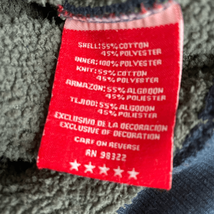 SHELL: 55% COTTON
45% POLYESTER
INNER: 100% POLYESTER
KNIT: 55% COTTON
45% POLYESTER
ARMAZON: 55% ALGODON
45% POLIESTER
TEJIDO: 55% ALGODON
45% POLIESTER
EXCLUSIVO DE LA DECORACION
EXCLUSIVE OF DECORATION
CARE ON REVERSE
RN 98322